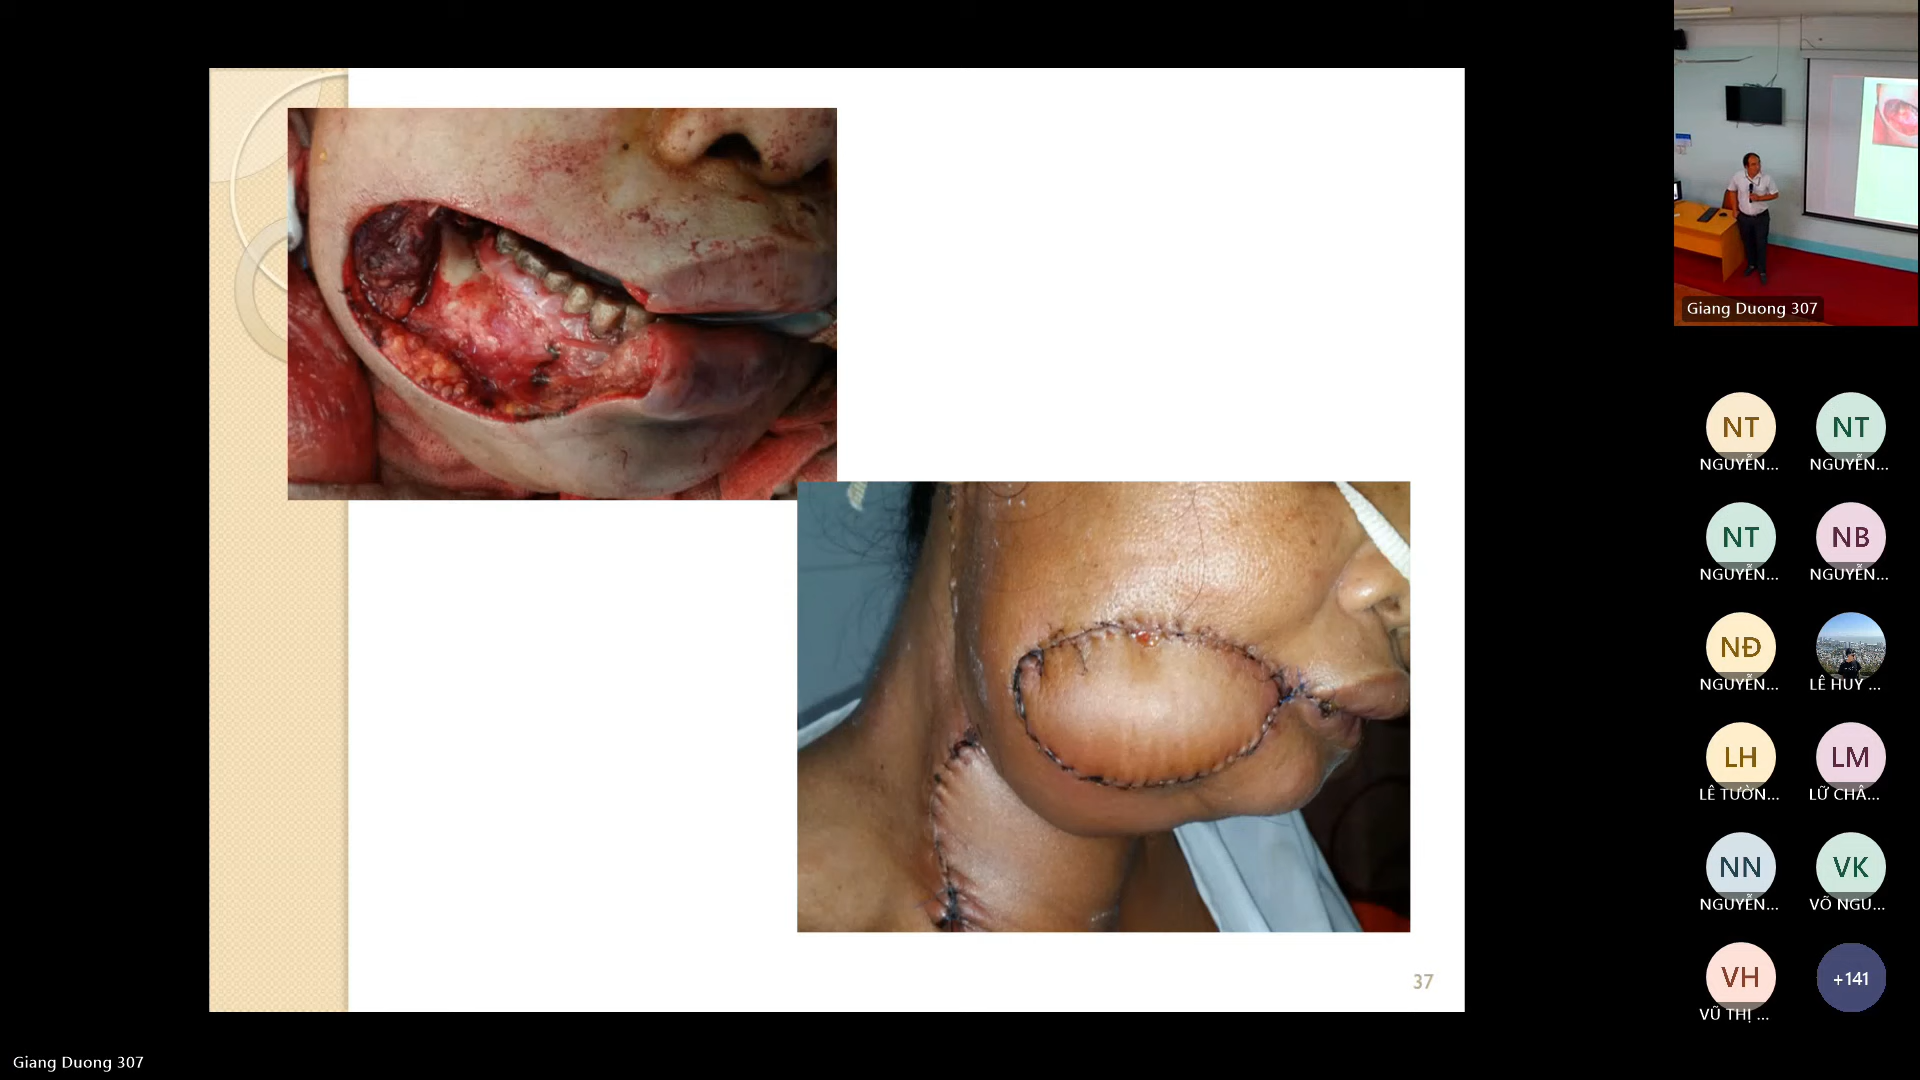 37
Giang Duong 307
NT
NGUYỄN...
NT
NGUYỄN...
NT
NGUYỄN...
NB
NGUYỄN...
NĐ
NGUYỄN...
LÊ HUY ...
LH
LÊ TƯỜN...
LM
LỮ CHÂ...
NN
NGUYỄN...
VK
VÕ NGU...
VH
VŨ THỊ ...
+141
Giang Duong 307